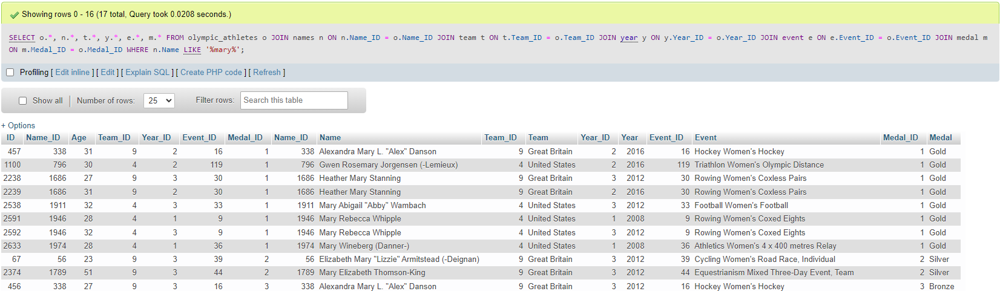 Showing rows 0 - 16 (17 total, Query took 0.0208 seconds.)
SELECT o.*, n.*, t.*, y.*, e.*, m.* FROM olympic_athletes o JOIN names n ON n.Name_ID = o.Name_ID JOIN team t ON t.Team_ID = o.Team_ID JOIN year y ON y.Year_ID = o.Year_ID JOIN event e ON e.Event_ID = o.Event_ID JOIN medal m
ON m.Medal_ID = o.Medal_ID WHERE n.Name LIKE '%mary%';
Profiling [ Edit inline ] [ Edit ] [ Explain SQL ] [ Create PHP code ] [ Refresh ]
Show all Number of rows: 25 Filter rows: Search this table
+ Options
ID Name_ID Age Team_ID Year_ID Event_ID Medal_ID Name_ID Name Team_ID Team Year_ID Year Event_ID Event Medal_ID Medal
457 338 31 9 2 16 1 338 Alexandra Mary L. "Alex" Danson 9 Great Britain 2 2016 16 Hockey Women's Hockey 1 Gold
1100 796 30 4 2 119 1 796 Gwen Rosemary Jorgensen (-Lemieux) 4 United States 2 2016 119 Triathlon Women's Olympic Distance 1 Gold
2238 1686 27 9 3 30 1 1686 Heather Mary Stanning 9 Great Britain 3 2012 30 Rowing Women's Coxless Pairs 1 Gold
2239 1686 31 9 2 30 1 1686 Heather Mary Stanning 9 Great Britain 2 2016 30 Rowing Women's Coxless Pairs 1 Gold
2538 1911 32 4 3 33 1 1911 Mary Abigail "Abby" Wambach 4 United States 3 2012 33 Football Women's Football 1 Gold
2591 1946 28 4 1 9 1 1946 Mary Rebecca Whipple 4 United States 1 2008 9 Rowing Women's Coxed Eights 1 Gold
2592 1946 32 4 3 9 1 1946 Mary Rebecca Whipple 4 United States 3 2012 9 Rowing Women's Coxed Eights 1 Gold
2633 1974 28 4 1 36 1 1974 Mary Wineberg (Danner-) 4 United States 1 2008 36 Athletics Women's 4 x 400 metres Relay 1 Gold
67 56 23 9 3 39 2 56 Elizabeth Mary "Lizzie" Armitstead (-Deignan) 9 Great Britain 3 2012 39 Cycling Women's Road Race, Individual 2 Silver
2374 1789 51 9 3 44 2 1789 Mary Elizabeth Thomson-King 9 Great Britain 3 2012 44 Equestrianism Mixed Three-Day Event, Team 2 Silver
456 338 27 9 3 16 3 338 Alexandra Mary L. "Alex" Danson 9 Great Britain 3 2012 16 Hockey Women's Hockey 3 Bronze